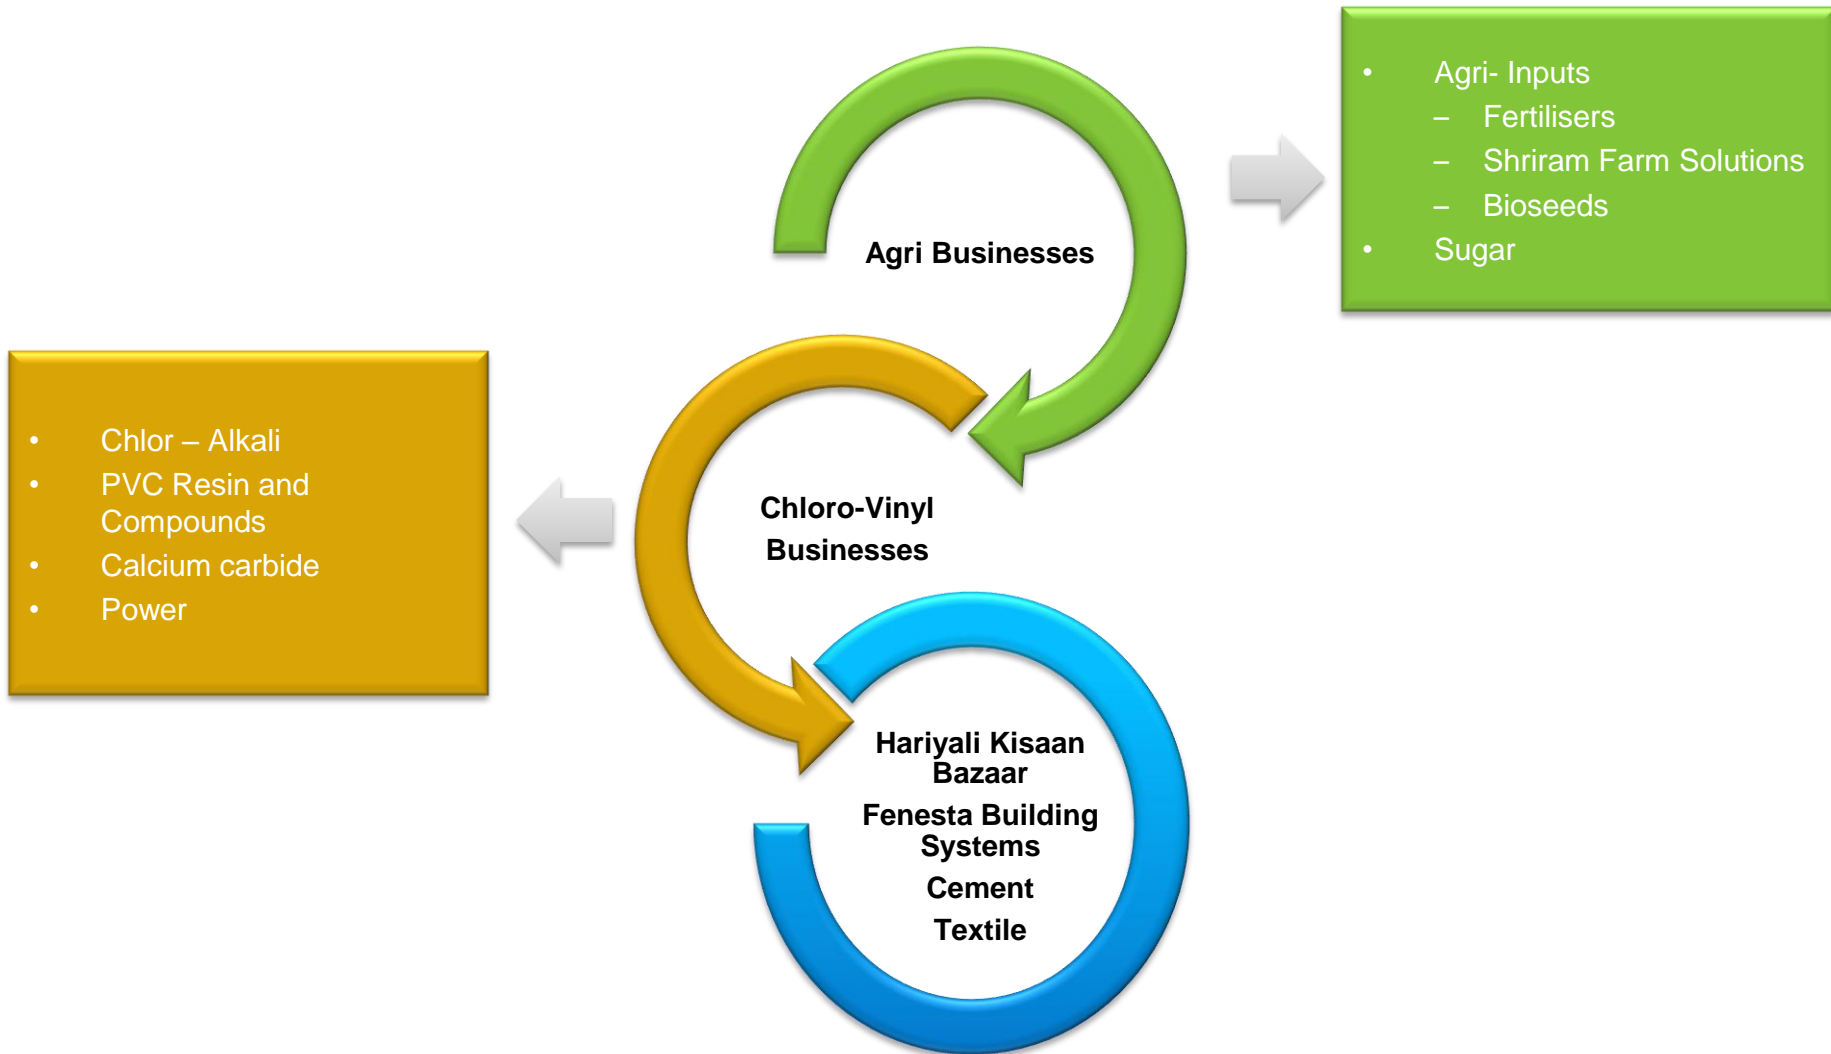 Agri Businesses
• Agri- Inputs
– Fertilisers
– Shriram Farm Solutions
– Bioseeds
• Sugar
Chloro-Vinyl
Businesses
• Chlor – Alkali
• PVC Resin and
Compounds
• Calcium carbide
• Power
Hariyali Kisaan
Bazaar
Fenesta Building
Systems
Cement
Textile